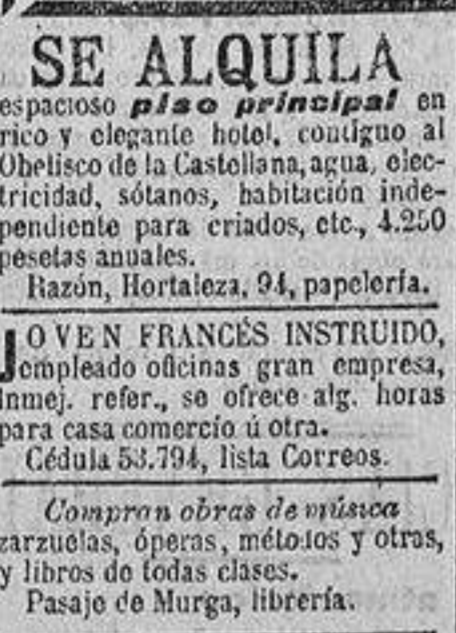 SE ALQUILA
espacioso piso principal en
rico y elegante hotel, contiguo al
Obelisco de la Castellana, agua, elec-
tricidad, sótanos, habitación inde-
pendiente para criados, etc., 4.250
pesetas anuales.
Razón, Hortaleza, 94, papelería.
JOVEN FRANCÉS INSTRUIDO,
empleado oficinas gran empresa,
Inmej. refer., se ofrece alg. horas
para casa comercio ú otra.
Cédula 53.794, lista Correos.
Compran obras de música
zarzuelas, óperas, métodos y otras,
y libros de todas clases.
Pasaje de Murga, librería.